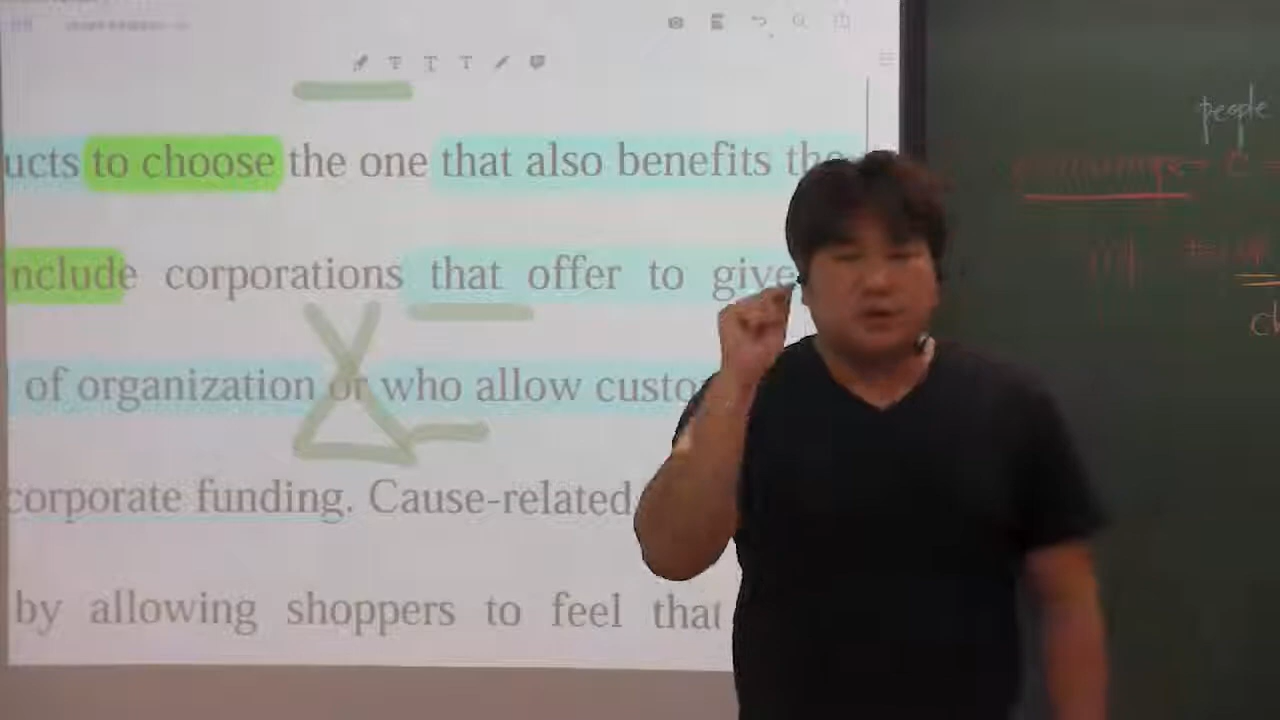 ucts to choose the one that also benefits the
nclude corporations that offer to give
of organization or who allow custo
corporate funding. Cause-related
by allowing shoppers to feel that
people